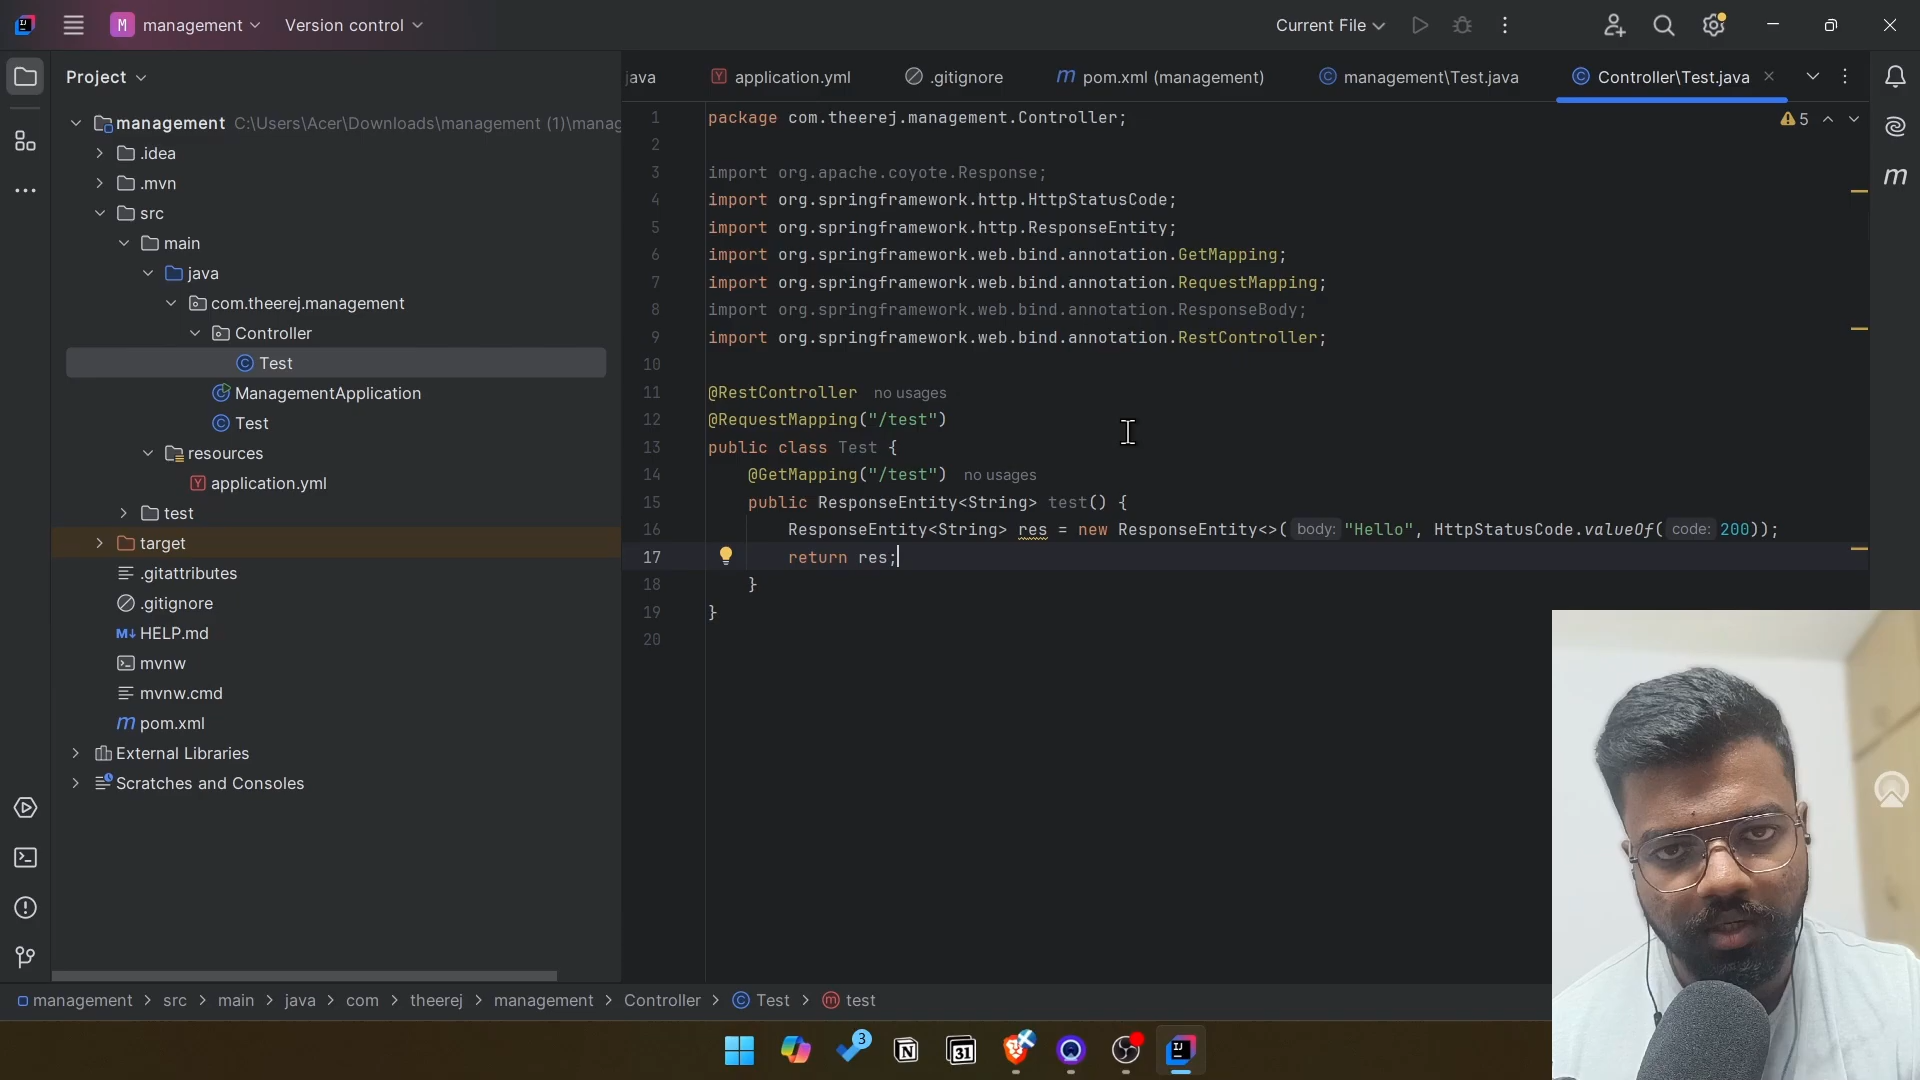 M management
Version control
Current File
Project
java
application.yml
.gitignore
pom.xml (management)
management\Test.java
Controller\Test.java
management C:\Users\Acer\Downloads\management (1)\manag
.idea
.mvn
src
main
java
com.theerej.management
Controller
Test
ManagementApplication
Test
resources
application.yml
test
target
.gitattributes
.gitignore
HELP.md
mvnw
mvnw.cmd
pom.xml
External Libraries
Scratches and Consoles
5
1 package com.theerej.management.Controller;
2
3 import org.apache.coyote.Response;
4 import org.springframework.http.HttpStatusCode;
5 import org.springframework.http.ResponseEntity;
6 import org.springframework.web.bind.annotation.GetMapping;
7 import org.springframework.web.bind.annotation.RequestMapping;
8 import org.springframework.web.bind.annotation.ResponseBody;
9 import org.springframework.web.bind.annotation.RestController;
10
11 @RestController no usages
12 @RequestMapping("/test")
13 public class Test {
14 @GetMapping("/test") no usages
15 public ResponseEntity<String> test() {
16 ResponseEntity<String> res = new ResponseEntity<>( body: "Hello", HttpStatusCode.valueOf( code: 200));
17 return res;
18 }
19 }
20
management > src > main > java > com > theerej > management > Controller > Test > test
3
31